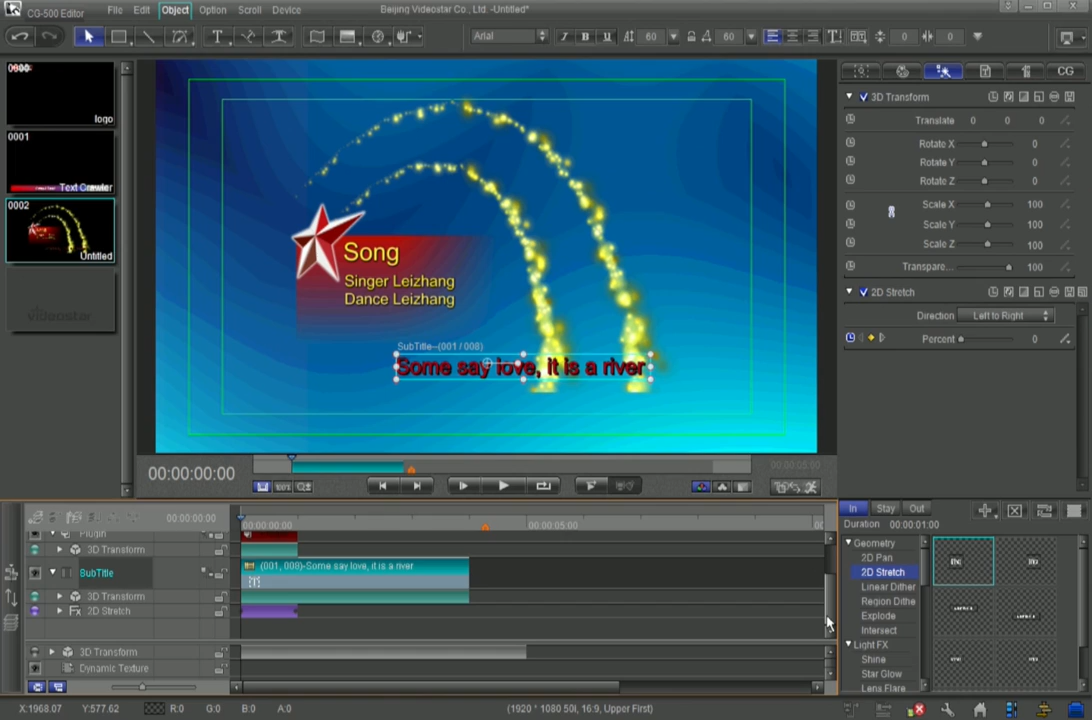 CG-500 Editor
File Edit Object Option Scroll Device
Beijing Videostar Co., Ltd. -Untitled*
Arial
60
60
0
0
CG
0000
logo
0001
Text Crawler
0002
Untitled
videostar
Song
Singer Leizhang
Dance Leizhang
SubTitle--(001 / 008)
Some say love, it is a river
3D Transform
Translate 0 0 0
Rotate X 0
Rotate Y 0
Rotate Z 0
Scale X 100
Scale Y 100
Scale Z 100
Transpare... 100
2D Stretch
Direction Left to Right
Percent 0
00:00:00:00
00:00:05:00
00:00:00:00
00:00:00:00 00:00:05:00 00
Plugin
3D Transform
SubTitle
(001, 008)-Some say love, it is a river
3D Transform
Fx 2D Stretch
3D Transform
Dynamic Texture
In Stay Out
Duration 00:00:01:00
Geometry
2D Pan
2D Stretch
Linear Dither
Region Dithe
Explode
Intersect
Light FX
Shine
Star Glow
Lens Flare
X:1968.07 Y:577.62 R:0 G:0 B:0 A:0 (1920 * 1080 50I, 16:9, Upper First)